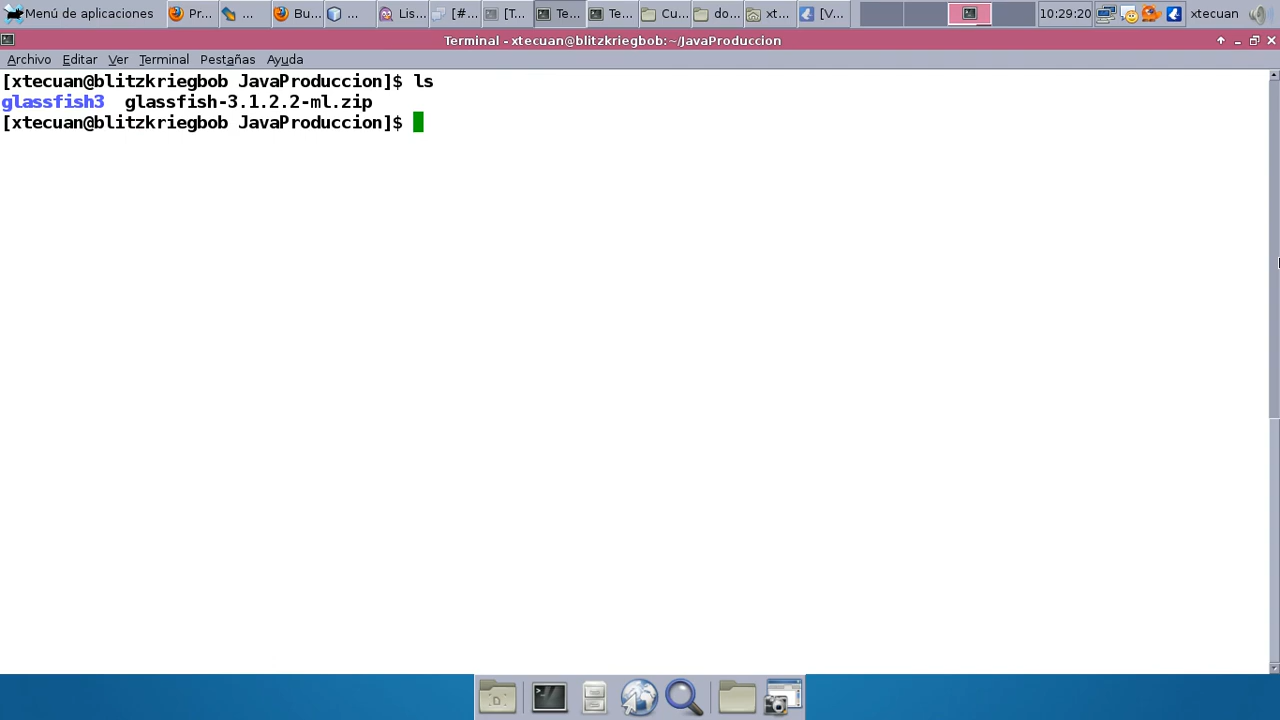 Menú de aplicaciones Pr... ... Bu... ... Lis... [#... [T... Te... Te... Cu... do... xt... [V... 10:29:20 xtecuan
Terminal - xtecuan@blitzkriegbob:~/JavaProduccion
Archivo Editar Ver Terminal Pestañas Ayuda
[xtecuan@blitzkriegbob JavaProduccion]$ ls
glassfish3 glassfish-3.1.2.2-ml.zip
[xtecuan@blitzkriegbob JavaProduccion]$